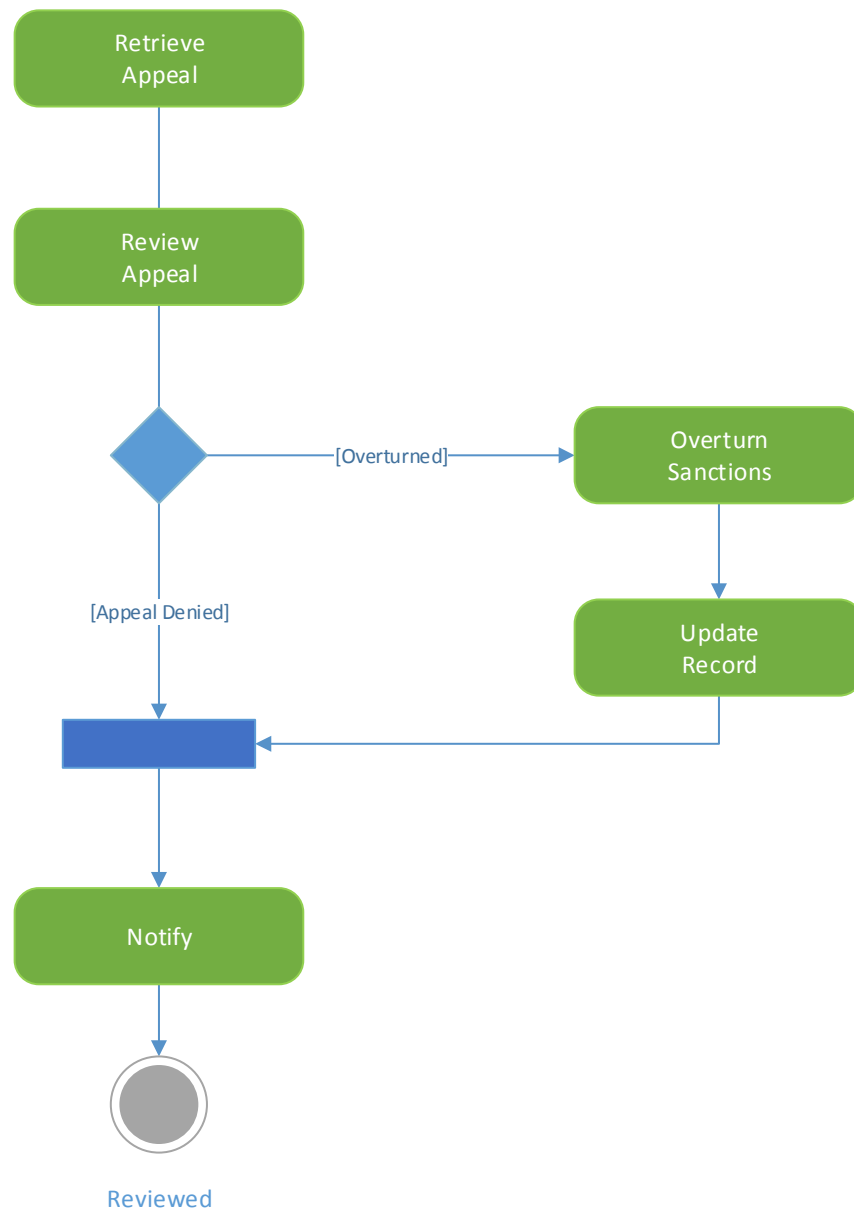 Retrieve
Appeal
Review
Appeal
[Overturned]
Overturn
Sanctions
[Appeal Denied]
Update
Record
Notify
Reviewed